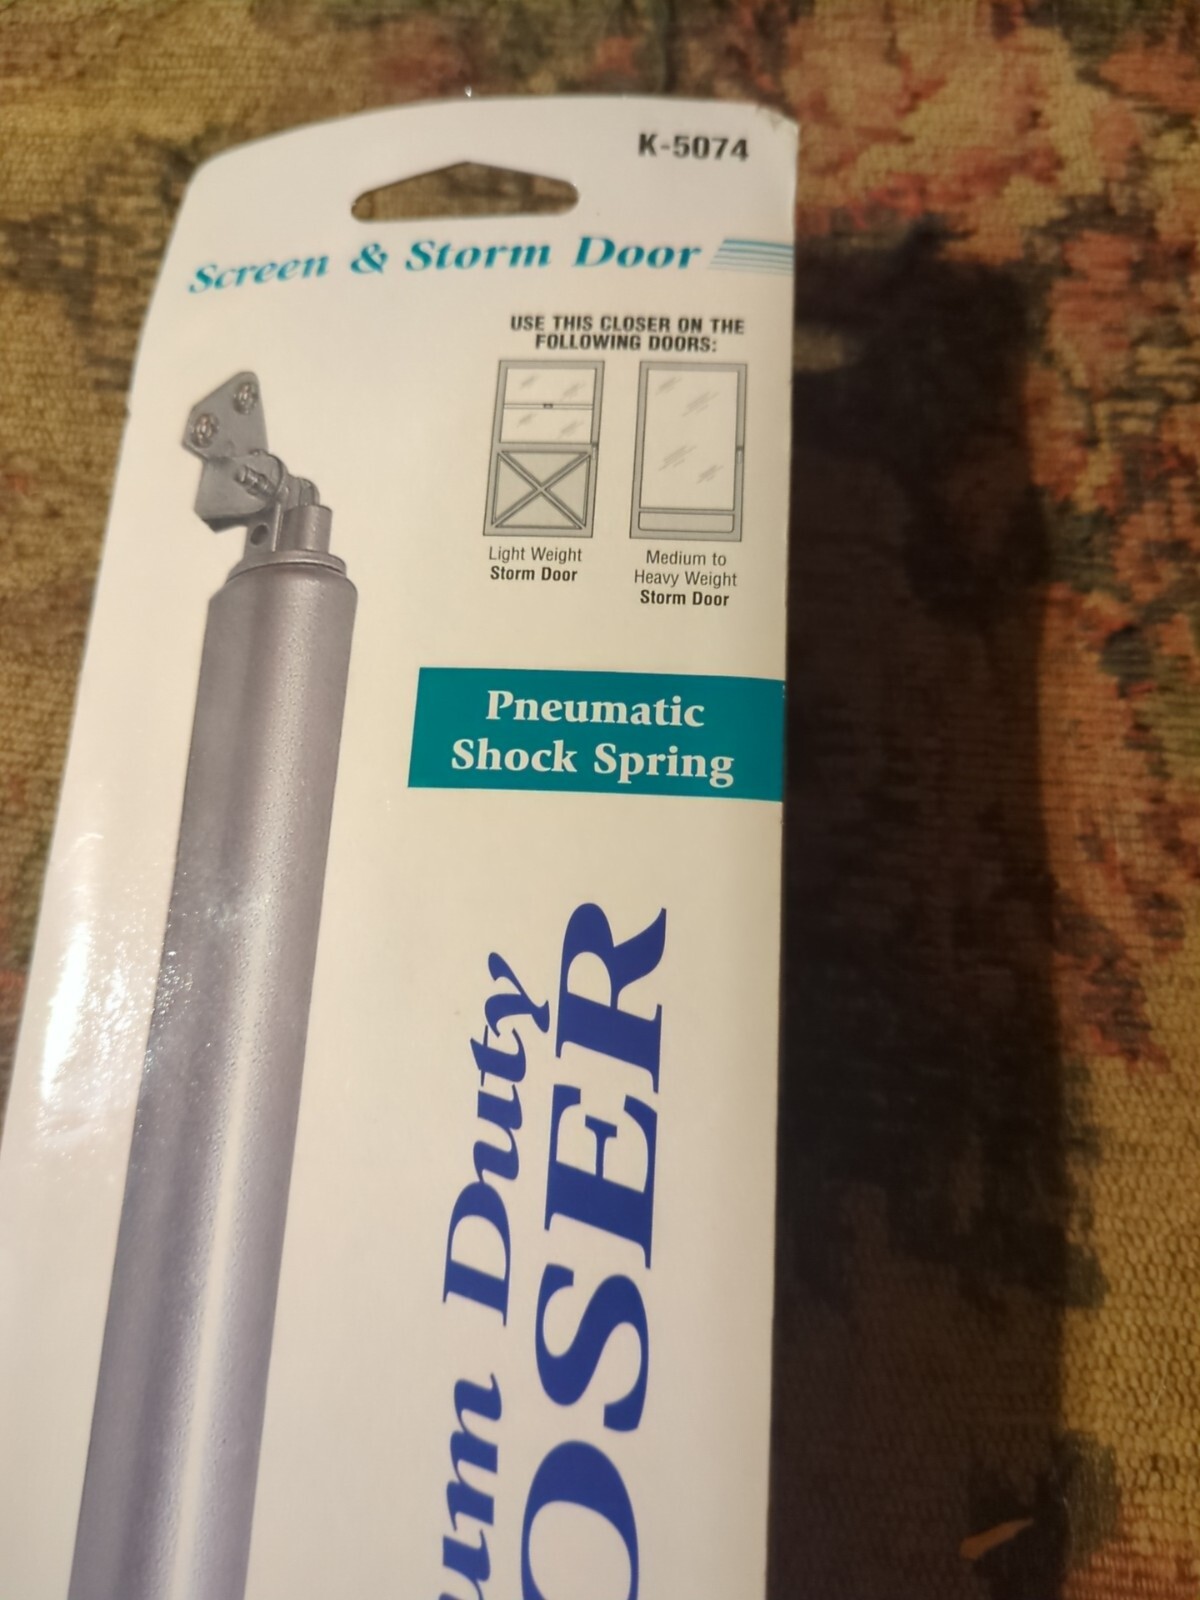 K-5074
Screen & Storm Door
USE THIS CLOSER ON THE
FOLLOWING DOORS:
Light Weight
Storm Door
Medium to
Heavy Weight
Storm Door
Pneumatic
Shock Spring
um Duty
OSER